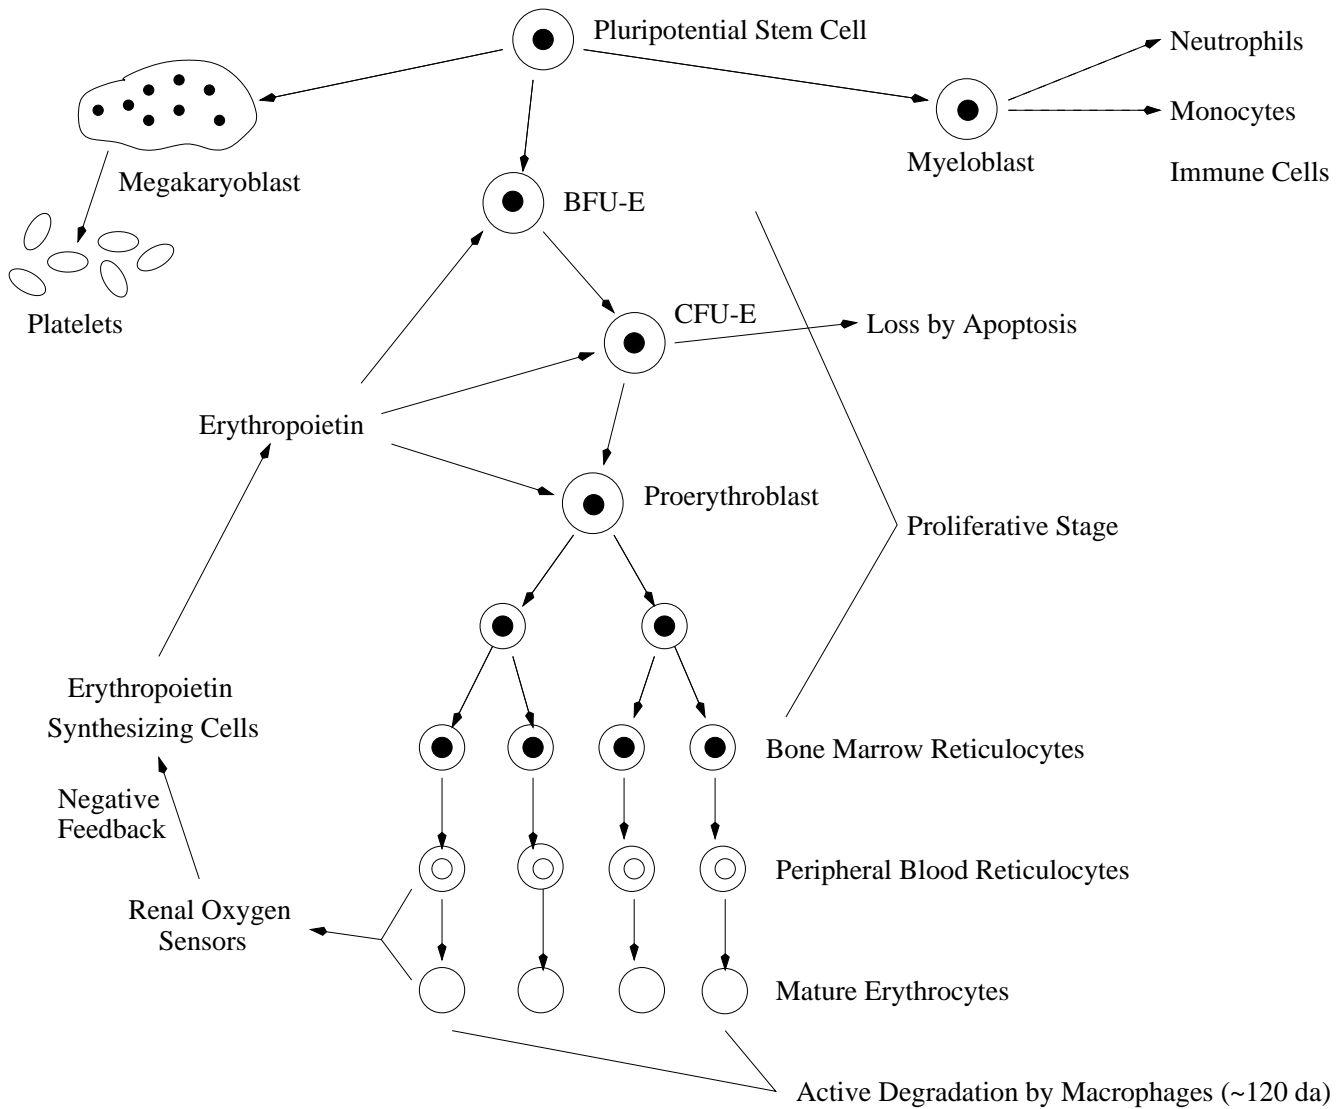 Pluripotential Stem Cell
Neutrophils
Monocytes
Myeloblast
Immune Cells
Megakaryoblast
BFU-E
CFU-E
Platelets
Loss by Apoptosis
Erythropoietin
Proerythroblast
Proliferative Stage
Erythropoietin
Synthesizing Cells
Bone Marrow Reticulocytes
Negative
Feedback
Peripheral Blood Reticulocytes
Renal Oxygen
Sensors
Mature Erythrocytes
Active Degradation by Macrophages (~120 da)